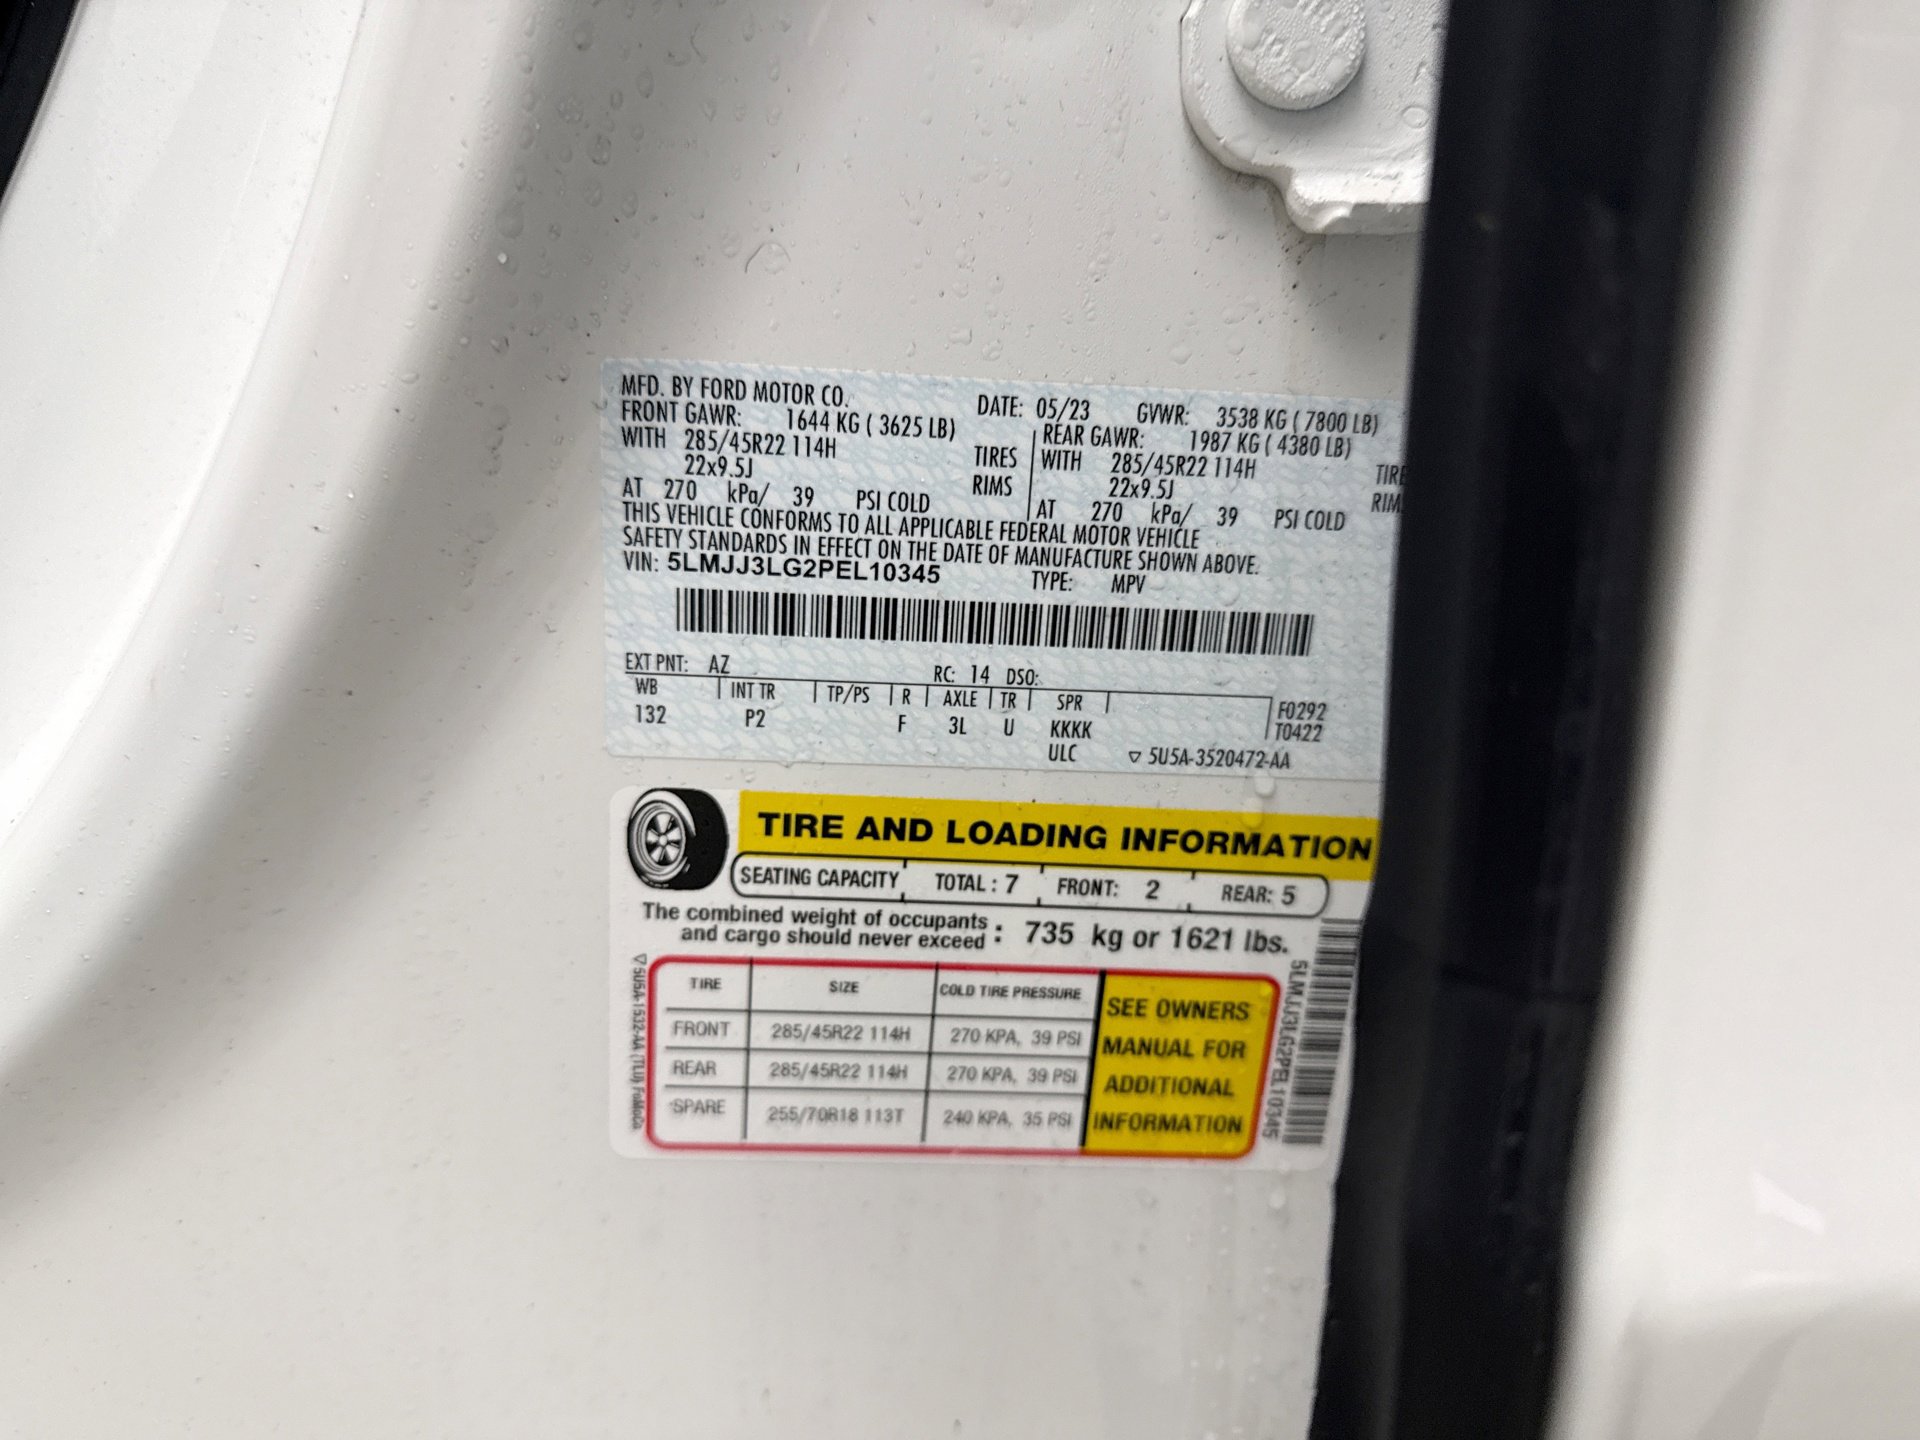 MFD. BY FORD MOTOR CO.
DATE: 05/23 GVWR: 3538 KG ( 7800 LB)
FRONT GAWR: 1644 KG ( 3625 LB) REAR GAWR: 1987 KG ( 4380 LB)
WITH 285/45R22 114H TIRES WITH 285/45R22 114H TIRE
22x9.5J RIMS 22x9.5J RIM
AT 270 kPa/ 39 PSI COLD AT 270 kPa/ 39 PSI COLD
THIS VEHICLE CONFORMS TO ALL APPLICABLE FEDERAL MOTOR VEHICLE
SAFETY STANDARDS IN EFFECT ON THE DATE OF MANUFACTURE SHOWN ABOVE.
VIN: 5LMJJ3LG2PEL10345 TYPE: MPV
EXT PNT: AZ RC: 14 DSO:
WB INT TR TP/PS R AXLE TR SPR F0292
132 P2 F 3L U KKKK T0422
ULC ▽ 5U5A-3520472-AA
TIRE AND LOADING INFORMATION
SEATING CAPACITY TOTAL : 7 FRONT: 2 REAR: 5
The combined weight of occupants
and cargo should never exceed : 735 kg or 1621 lbs.
TIRE SIZE COLD TIRE PRESSURE
FRONT 285/45R22 114H 270 KPA, 39 PSI
REAR 285/45R22 114H 270 KPA, 39 PSI
SPARE 255/70R18 113T 240 KPA, 35 PSI
SEE OWNERS
MANUAL FOR
ADDITIONAL
INFORMATION
▽5U5A-1532-AA (TLU) FoMoCo
5LMJJ3LG2PEL10345